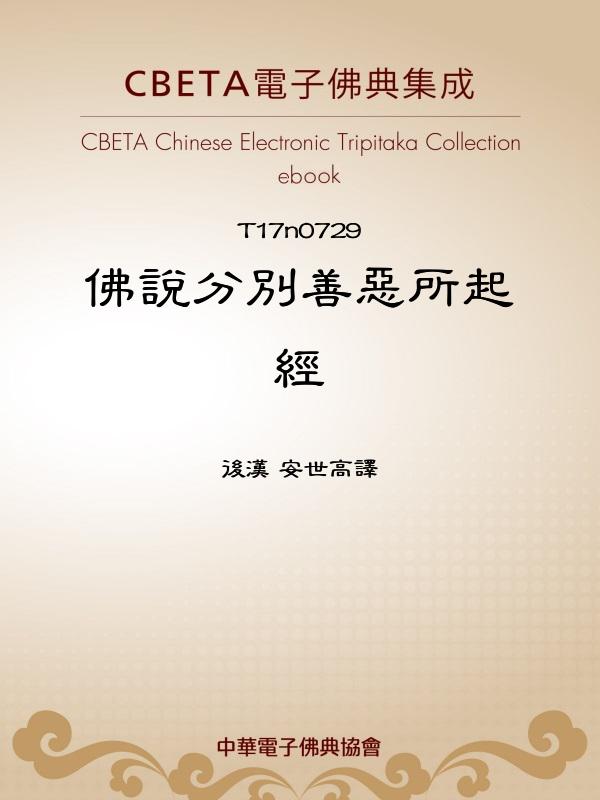 CBETA電子佛典集成
CBETA Chinese Electronic Tripitaka Collection
ebook
T17n0729
佛說分別善惡所起
經
後漢 安世高譯
中華電子佛典協會